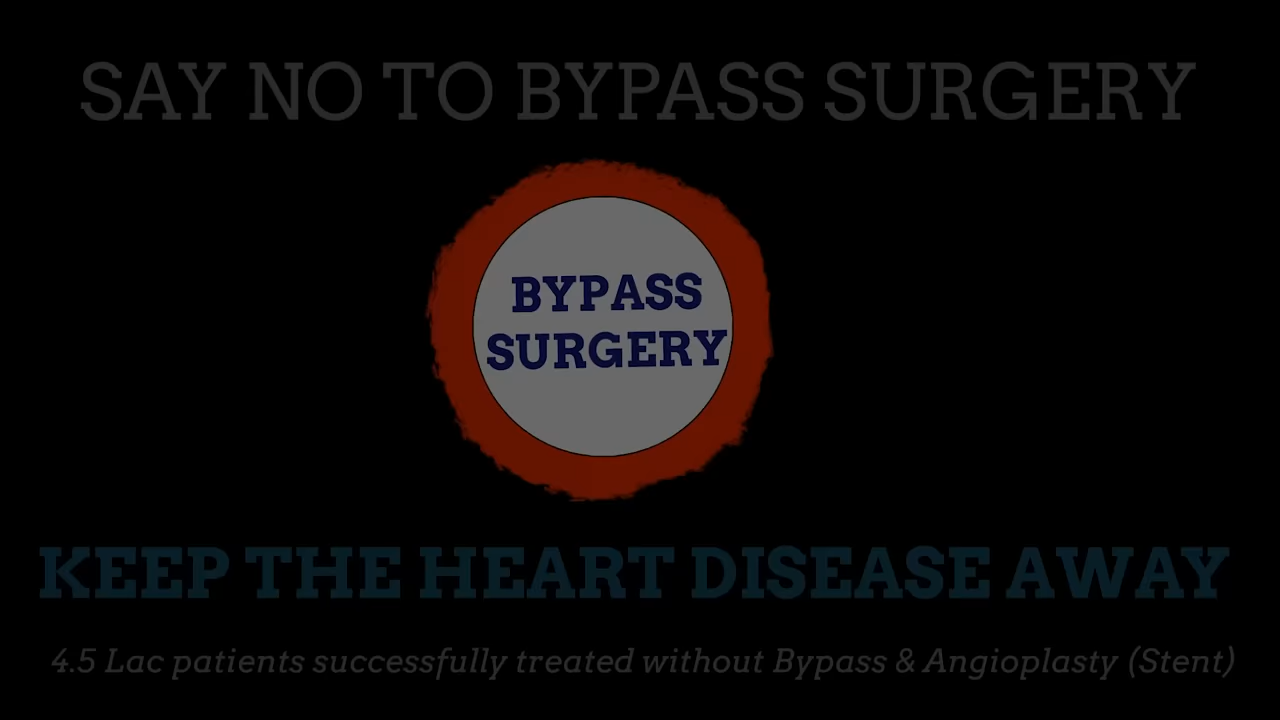 SAY NO TO BYPASS SURGERY
BYPASS
SURGERY
KEEP THE HEART DISEASE AWAY
4.5 Lac patients successfully treated without Bypass & Angioplasty (Stent)